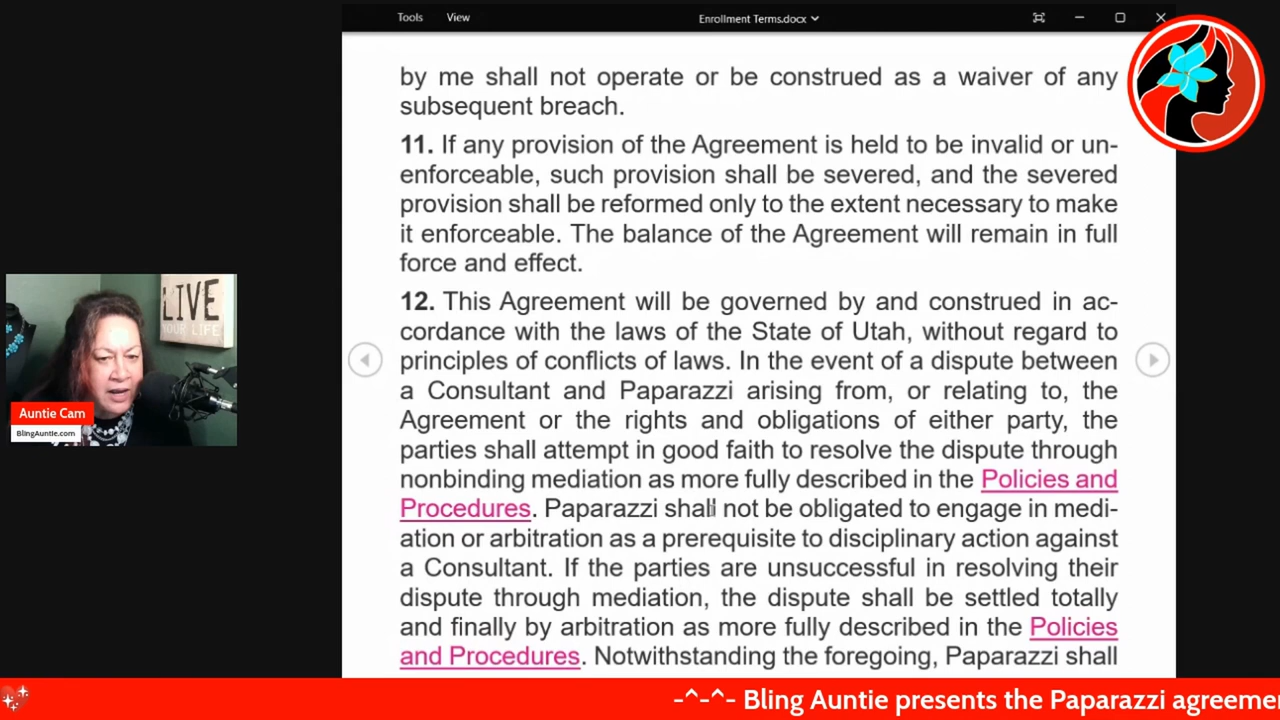 Tools View Enrollment Terms.docx
by me shall not operate or be construed as a waiver of any
subsequent breach.
11. If any provision of the Agreement is held to be invalid or un-
enforceable, such provision shall be severed, and the severed
provision shall be reformed only to the extent necessary to make
it enforceable. The balance of the Agreement will remain in full
force and effect.
12. This Agreement will be governed by and construed in ac-
cordance with the laws of the State of Utah, without regard to
principles of conflicts of laws. In the event of a dispute between
a Consultant and Paparazzi arising from, or relating to, the
Agreement or the rights and obligations of either party, the
parties shall attempt in good faith to resolve the dispute through
nonbinding mediation as more fully described in the Policies and
Procedures. Paparazzi shall not be obligated to engage in medi-
ation or arbitration as a prerequisite to disciplinary action against
a Consultant. If the parties are unsuccessful in resolving their
dispute through mediation, the dispute shall be settled totally
and finally by arbitration as more fully described in the Policies
and Procedures. Notwithstanding the foregoing, Paparazzi shall
LIVE
YOUR LIFE
Auntie Cam
BlingAuntie.com
-^-^- Bling Auntie presents the Paparazzi agreeme